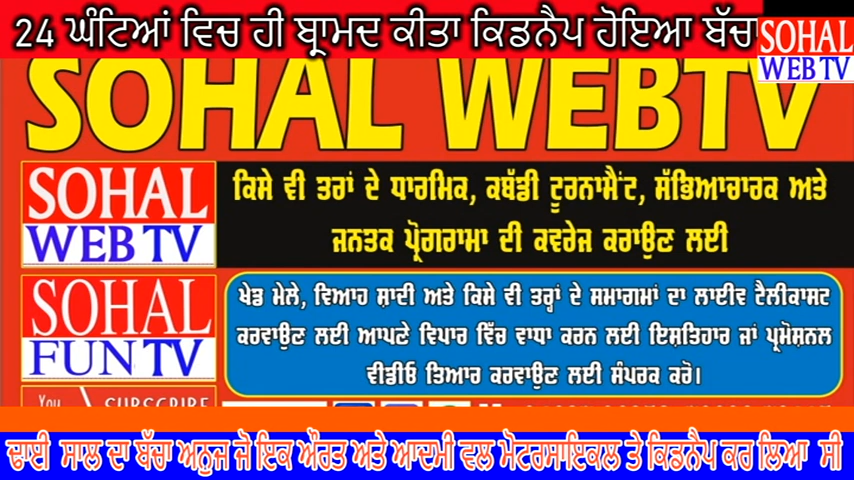 24 ਘੰਟਿਆਂ ਵਿਚ ਹੀ ਬ੍ਰਾਮਦ ਕੀਤਾ ਕਿਡਨੈਪ ਹੋਇਆ ਬੱਚਾ
SOHAL
WEB TV
SOHAL WEBTV
SOHAL
WEB TV
ਕਿਸੇ ਵੀ ਤਰਾਂ ਦੇ ਧਾਰਮਿਕ, ਕਬੱਡੀ ਟੂਰਨਾਮੈਂਟ, ਸੱਭਿਆਚਾਰਕ ਅਤੇ
ਜਨਤਕ ਪ੍ਰੋਗਰਾਮਾ ਦੀ ਕਵਰੇਜ ਕਰਾਉਣ ਲਈ
SOHAL
FUN TV
ਖੇਡ ਮੇਲੇ, ਵਿਆਹ ਸ਼ਾਦੀ ਅਤੇ ਕਿਸੇ ਵੀ ਤਰ੍ਹਾਂ ਦੇ ਸਮਾਗਮਾਂ ਦਾ ਲਾਈਵ ਟੈਲੀਕਾਸਟ
ਕਰਵਾਉਣ ਲਈ ਆਪਣੇ ਵਿਪਾਰ ਵਿੱਚ ਵਾਧਾ ਕਰਨ ਲਈ ਇਸ਼ਤਿਹਾਰ ਜਾਂ ਪ੍ਰਮੋਸ਼ਨਲ
ਵੀਡੀਓ ਤਿਆਰ ਕਰਵਾਉਣ ਲਈ ਸੰਪਰਕ ਕਰੋ।
You SUBSCRIBE
ਢਾਈ ਸਾਲ ਦਾ ਬੱਚਾ ਅਨੁਜ ਜੋ ਇਕ ਔਰਤ ਅਤੇ ਆਦਮੀ ਵਲ ਮੋਟਰਸਾਇਕਲ ਤੇ ਕਿਡਨੈਪ ਕਰ ਲਿਆ ਸੀ